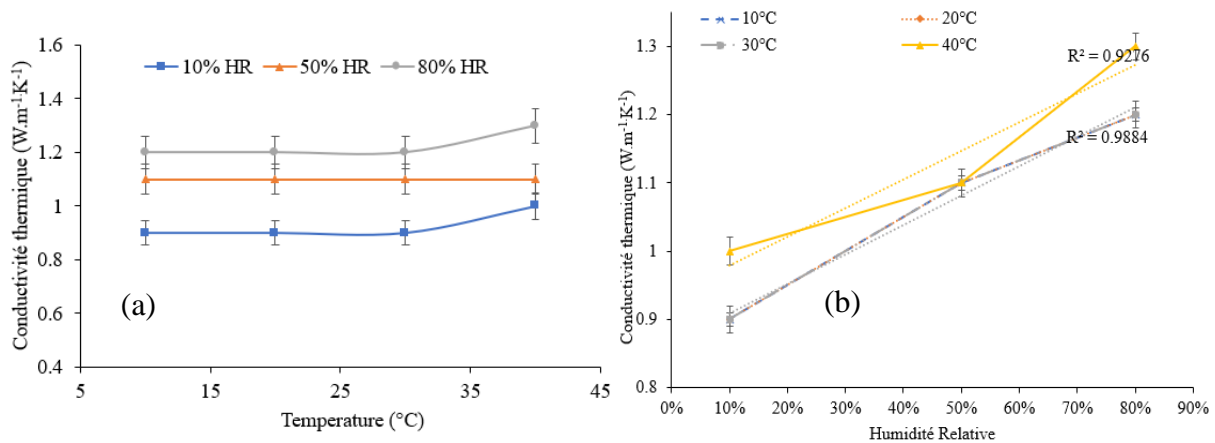 Conductivité thermique (W.m⁻¹K⁻¹)
1.6
1.4
1.2
1
0.8
0.6
0.4
10% HR
50% HR
80% HR
(a)
5
15
25
35
45
Temperature (°C)
Conductivité thermique (W.m⁻¹K⁻¹)
10°C
20°C
30°C
40°C
1.3
1.2
1.1
1
0.9
0.8
R² = 0.9276
R² = 0.9884
(b)
0%
10%
20%
30%
40%
50%
60%
70%
80%
90%
Humidité Relative